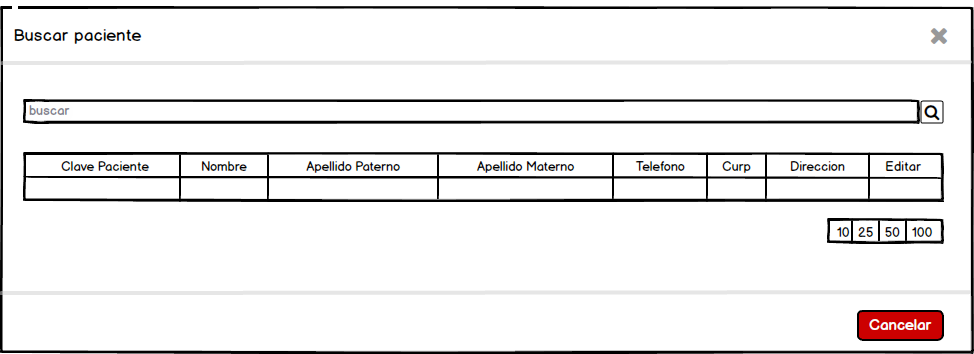 Buscar paciente
buscar
Clave Paciente Nombre Apellido Paterno Apellido Materno Telefono Curp Direccion Editar
10 25 50 100
Cancelar